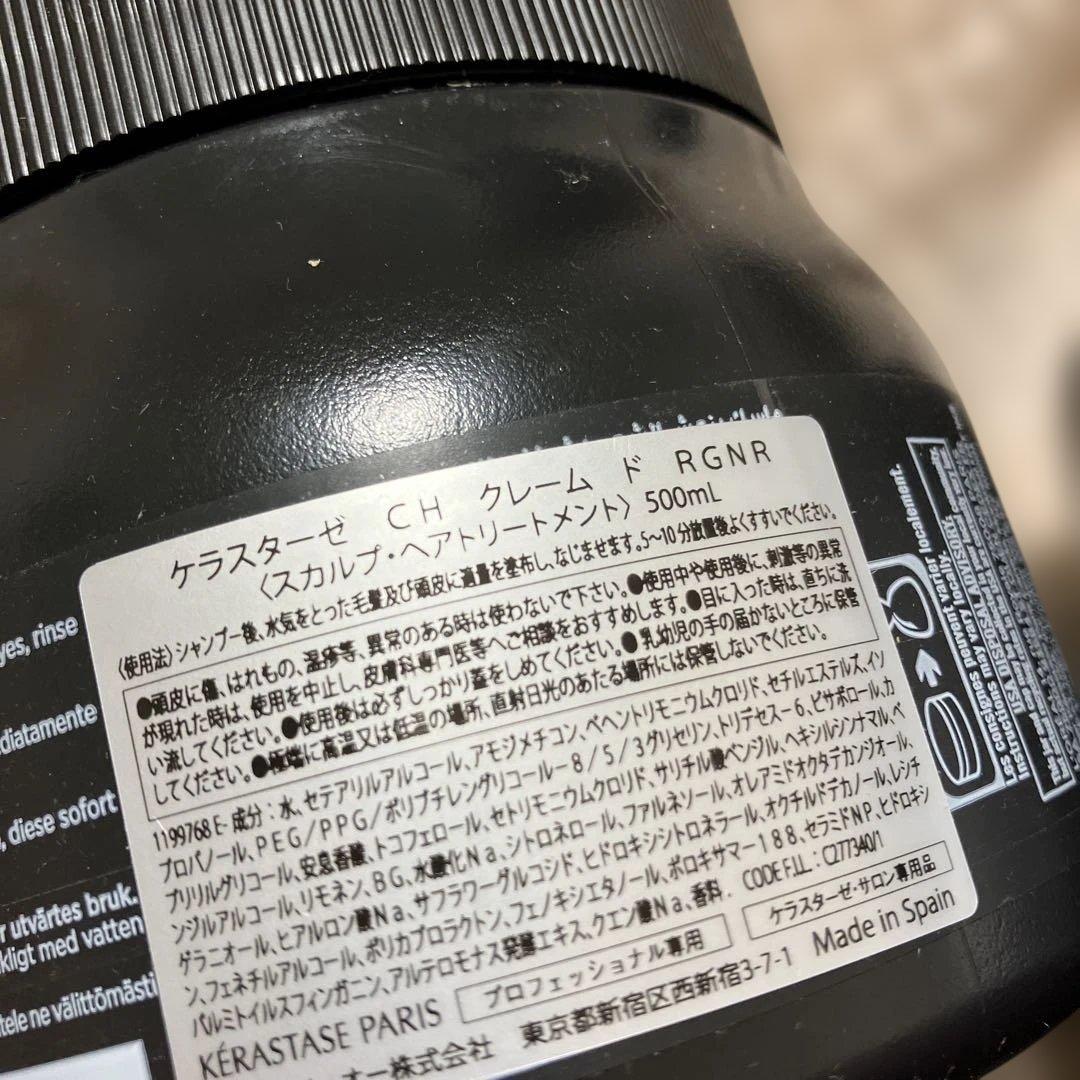 ケラスターゼ CH クレーム ド RGNR
〈スカルプ・ヘアトリートメント〉 500mL
〈使用法〉シャンプー後、水気をとった毛髪及び頭皮に適量を塗布し、なじませます。5〜10分放置後よくすすいでください。
●頭皮に傷、はれもの、湿疹等、異常のある時は使わないで下さい。●使用中や使用後に、刺激等の異常
が現れた時は、使用を中止し、皮膚科専門医等へご相談をおすすめします。●目に入った時は、直ちに洗
い流してください。●使用後は必ずしっかり蓋をしめてください。●乳幼児の手の届かないところに保管
してください。●極端に高温又は低温の場所、直射日光のあたる場所には保管しないでください。
1199768 E- 成分：水、セテアリルアルコール、アモジメチコン、ベヘントリモニウムクロリド、セチルエステルズ、イソ
プロパノール、PEG/PPG/ポリブチレングリコール－8/5/3グリセリン、トリデセス－6、ビサボロール、カ
プリリルグリコール、安息香酸、トコフェロール、セトリモニウムクロリド、サリチル酸ベンジル、ヘキシルシンナマル、ベ
ンジルアルコール、リモネン、BG、水酸化Na、シトロネロール、ファルネソール、オレアミドオクタデカンジオール、
ゲラニオール、ヒアルロン酸Na、サフラワーグルコシド、ヒドロキシシトロネラール、オクチルドデカノール、レシチ
ン、フェネチルアルコール、ポリカプロラクトン、フェノキシエタノール、ポロキサマー188、セラミドNP、ヒドロキシ
パルミトイルスフィンガニン、アルテロモナス発酵エキス、クエン酸Na、香料. CODE F.I.L. : C277340/1
KÉRASTASE PARIS プロフェッショナル専用 ケラスターゼ・サロン専用品
オー株式会社 東京都新宿区西新宿3-7-1 Made in Spain
yes, rinse
diatamente
, diese sofort
r utvärtes bruk.
kligt med vatten
tele ne välittömästi
localement.
consignes peuvent varier
Instructions may vary locally.